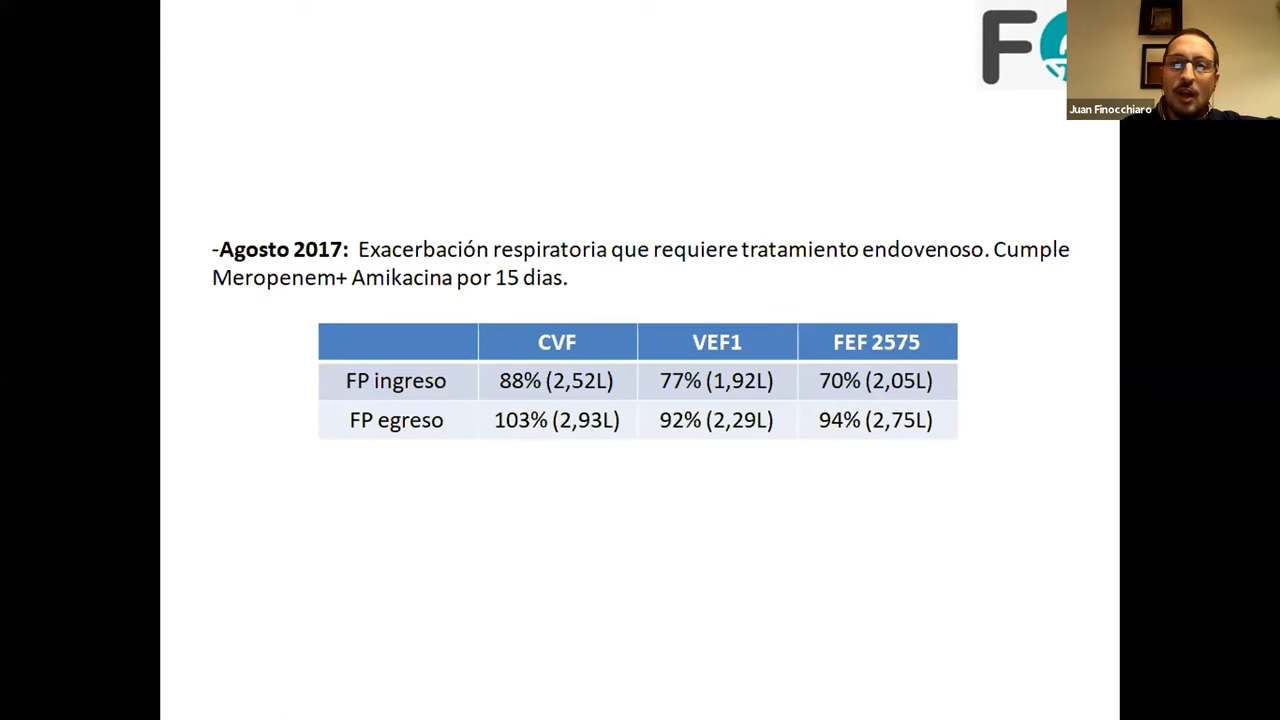 F
Juan Finocchiaro
-Agosto 2017: Exacerbación respiratoria que requiere tratamiento endovenoso. Cumple
Meropenem+ Amikacina por 15 dias.
CVF VEF1 FEF 2575
FP ingreso 88% (2,52L) 77% (1,92L) 70% (2,05L)
FP egreso 103% (2,93L) 92% (2,29L) 94% (2,75L)